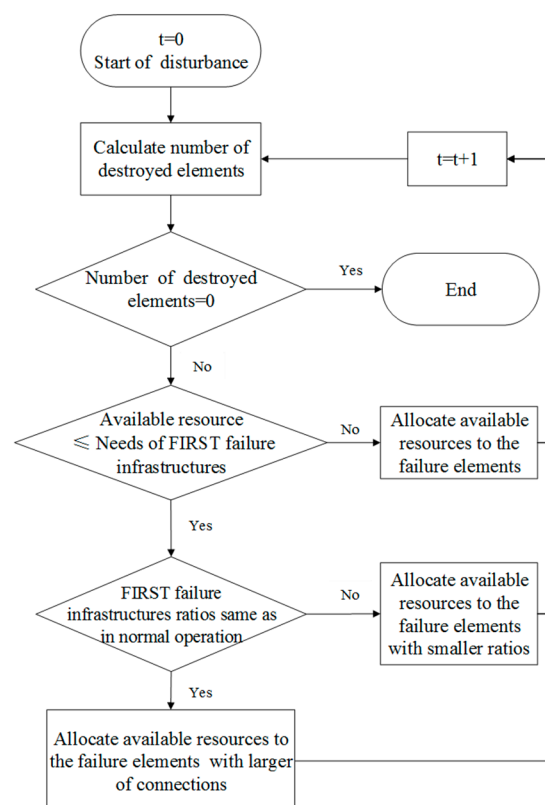 t=0
Start of disturbance
Calculate number of
destroyed elements
t=t+1
Number of destroyed
elements=0
Yes
End
No
Available resource
≤ Needs of FIRST failure
infrastructures
No
Allocate available
resources to the
failure elements
Yes
FIRST failure
infrastructures ratios same as
in normal operation
No
Allocate available
resources to the
failure elements
with smaller ratios
Yes
Allocate available resources to
the failure elements with larger
of connections